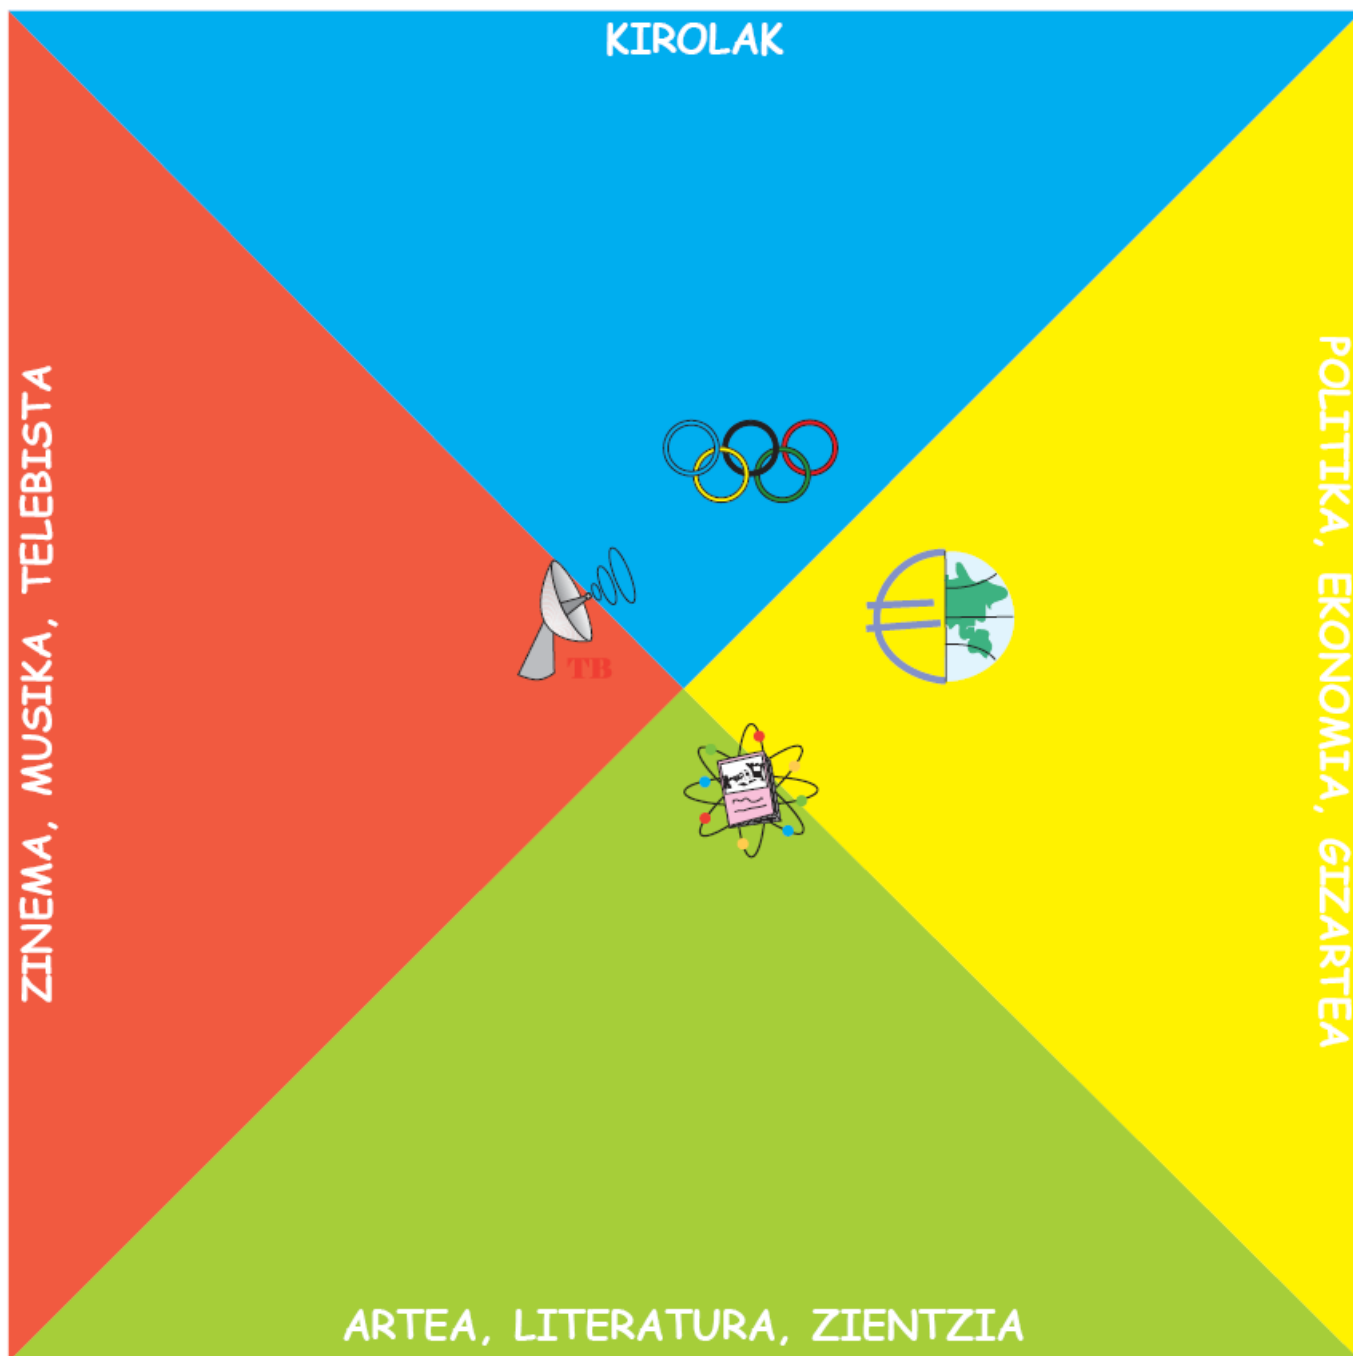 KIROLAK
ZINEMA, MUSIKA, TELEBISTA
POLITIKA, EKONOMIA, GIZARTEA
TB
ARTEA, LITERATURA, ZIENTZIA